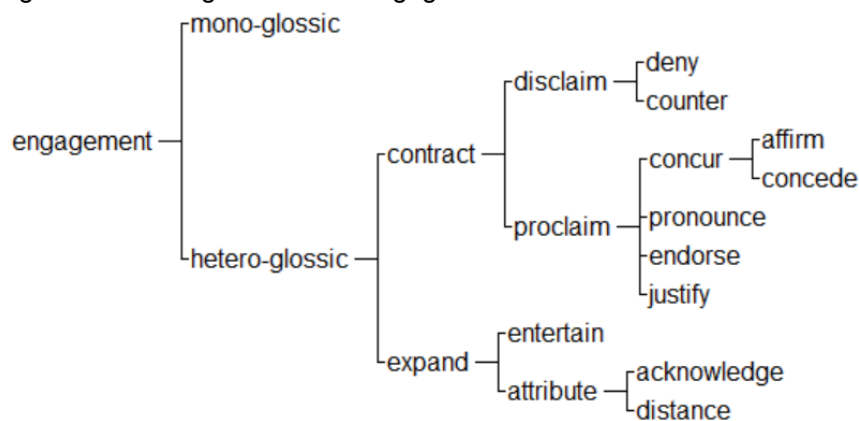 mono-glossic
deny
disclaim
counter
affirm
engagement
contract
concur
concede
pronounce
proclaim
endorse
hetero-glossic
justify
entertain
expand
acknowledge
attribute
distance